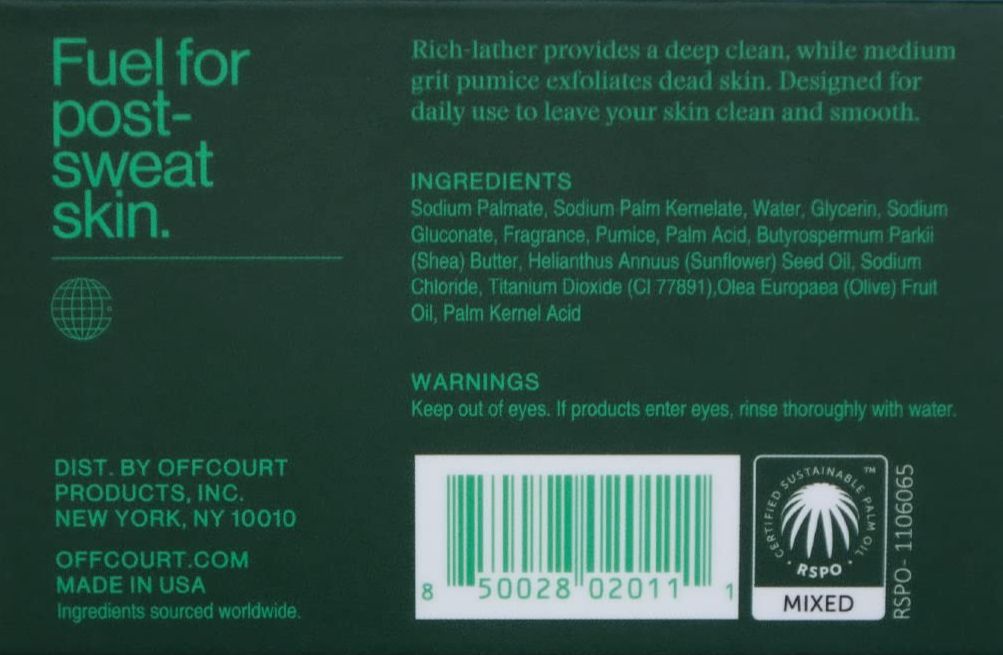 Fuel for
post-
sweat
skin.
Rich-lather provides a deep clean, while medium
grit pumice exfoliates dead skin. Designed for
daily use to leave your skin clean and smooth.
INGREDIENTS
Sodium Palmate, Sodium Palm Kernelate, Water, Glycerin, Sodium
Gluconate, Fragrance, Pumice, Palm Acid, Butyrospermum Parkii
(Shea) Butter, Helianthus Annuus (Sunflower) Seed Oil, Sodium
Chloride, Titanium Dioxide (CI 77891),Olea Europaea (Olive) Fruit
Oil, Palm Kernel Acid
WARNINGS
Keep out of eyes. If products enter eyes, rinse thoroughly with water.
DIST. BY OFFCOURT
PRODUCTS, INC.
NEW YORK, NY 10010
OFFCOURT.COM
MADE IN USA
Ingredients sourced worldwide.
8 50028 02011 1
CERTIFIED SUSTAINABLE PALM OIL ™
RSPO
MIXED
RSPO - 1106065